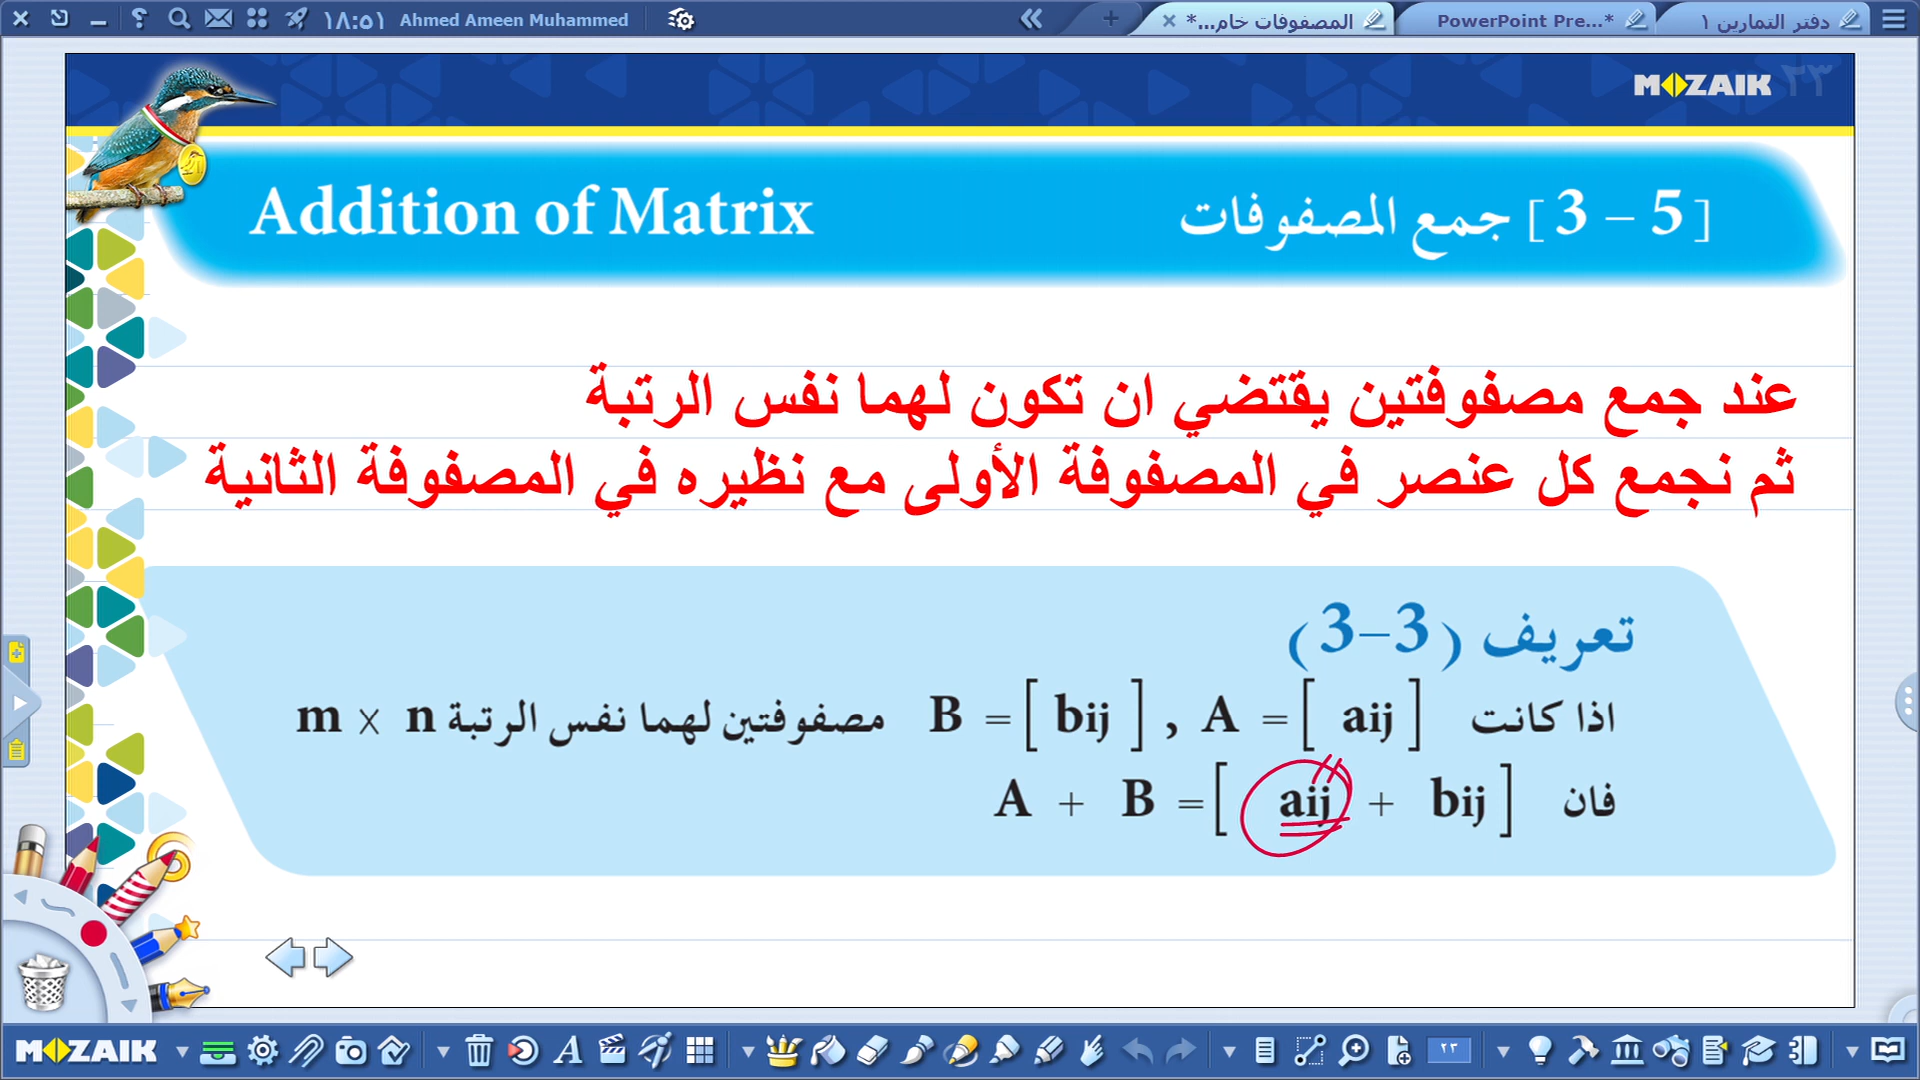 ١٨:٥١ Ahmed Ameen Muhammed
المصفوفات خام...*
PowerPoint Pre...*
دفتر التمارين ١
MOZAIK ٢٣
Addition of Matrix
[3 – 5] جمع المصفوفات
عند جمع مصفوفتين يقتضي ان تكون لهما نفس الرتبة
ثم نجمع كل عنصر في المصفوفة الأولى مع نظيره في المصفوفة الثانية
تعريف (3–3)
اذا كانت A = [ aij ] , B = [ bij ] مصفوفتين لهما نفس الرتبة m × n
فان A + B = [ aij + bij ]
MOZAIK
٢٣